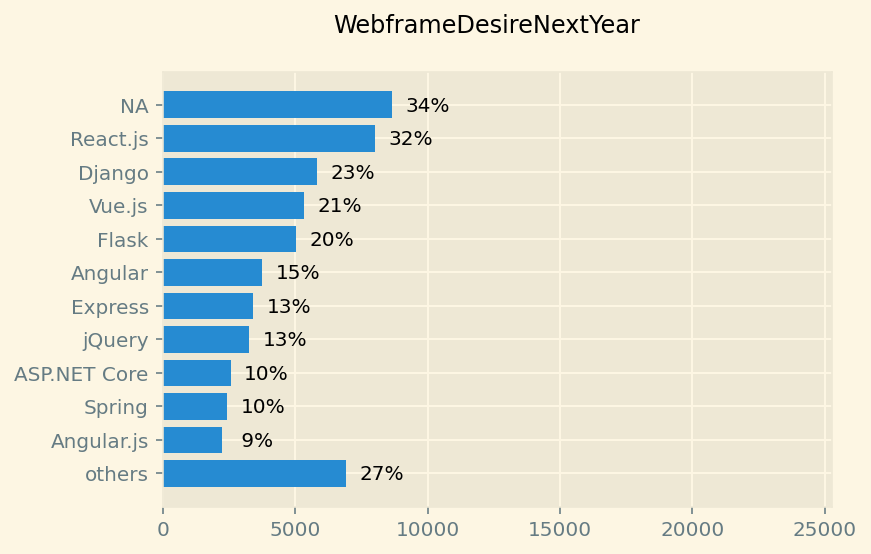 WebframeDesireNextYear
NA 34%
React.js 32%
Django 23%
Vue.js 21%
Flask 20%
Angular 15%
Express 13%
jQuery 13%
ASP.NET Core 10%
Spring 10%
Angular.js 9%
others 27%
0 5000 10000 15000 20000 25000